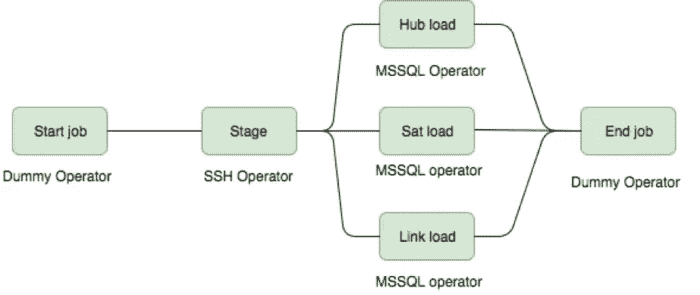 Hub load
MSSQL Operator
Start job
Dummy Operator
Stage
SSH Operator
Sat load
MSSQL operator
End job
Dummy Operator
Link load
MSSQL operator